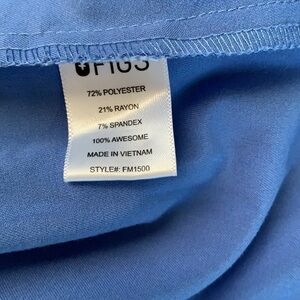 FIGS
72% POLYESTER
21% RAYON
7% SPANDEX
100% AWESOME
MADE IN VIETNAM
STYLE#: FM1500